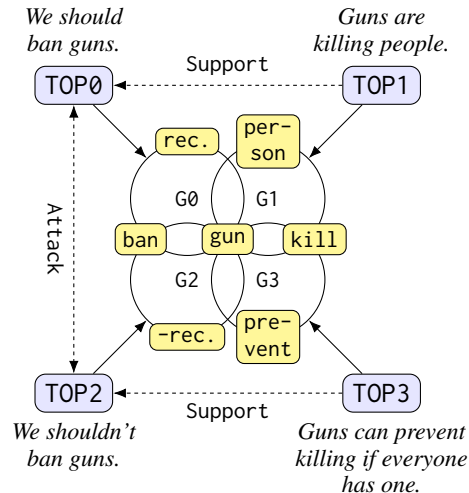 We should
ban guns.
Guns are
killing people.
TOP0
Support
TOP1
rec.
per-
son
G0
G1
Attack
ban
gun
kill
G2
G3
-rec.
pre-
vent
TOP2
Support
TOP3
We shouldn't
ban guns.
Guns can prevent
killing if everyone
has one.